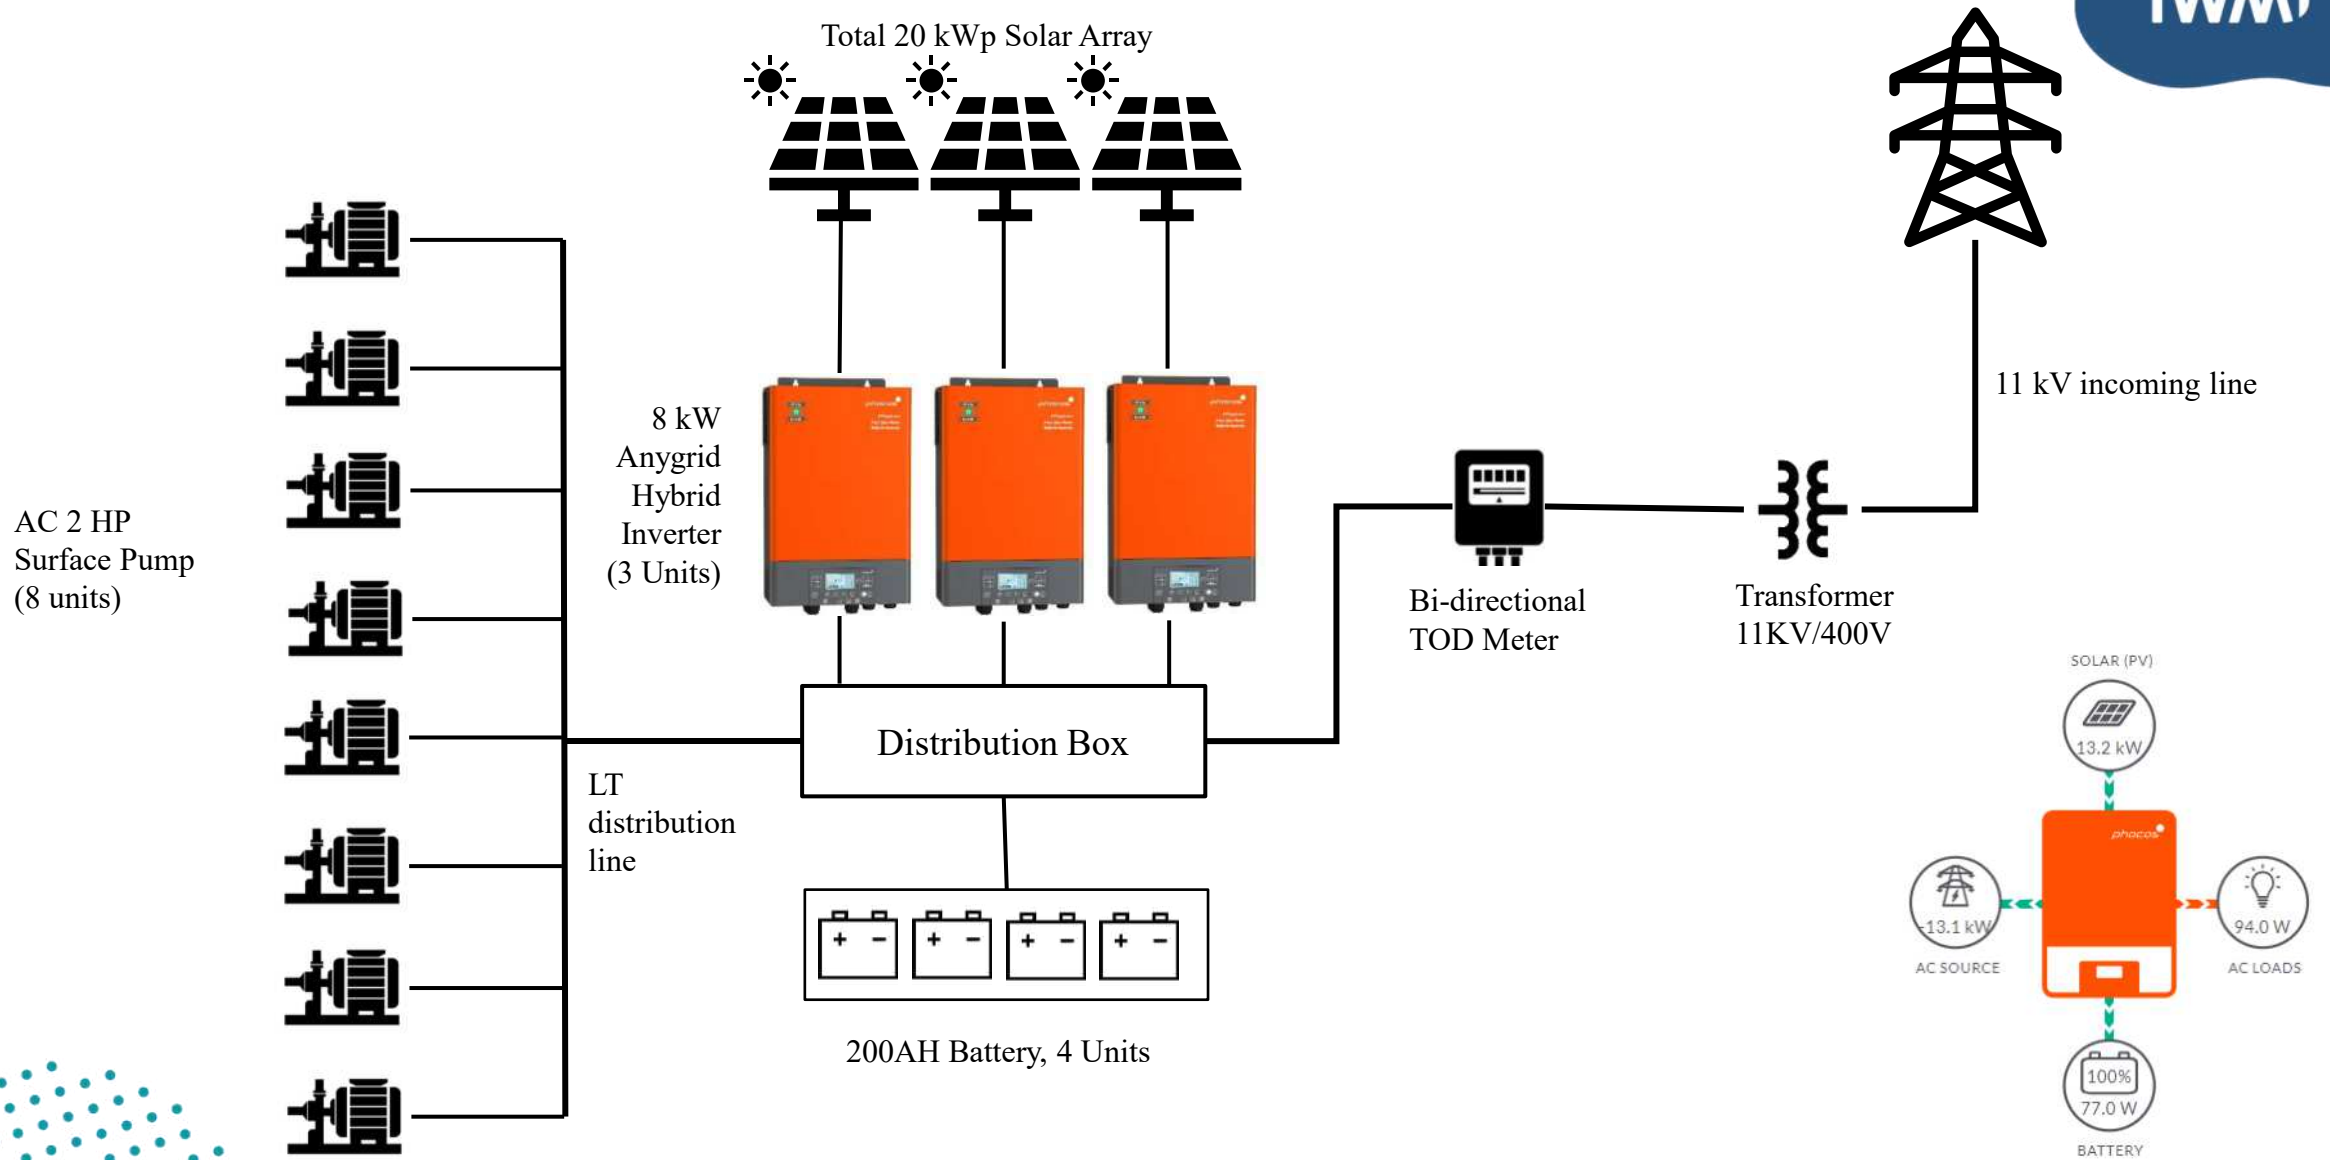 Total 20 kWp Solar Array
11 kV incoming line
8 kW
Anygrid
Hybrid
Inverter
(3 Units)
AC 2 HP
Surface Pump
(8 units)
Bi-directional
TOD Meter
Transformer
11KV/400V
Distribution Box
LT
distribution
line
+ − + − + − + −
200AH Battery, 4 Units
SOLAR (PV)
13.2 kW
phocos
-13.1 kW
94.0 W
AC SOURCE
AC LOADS
100%
77.0 W
BATTERY